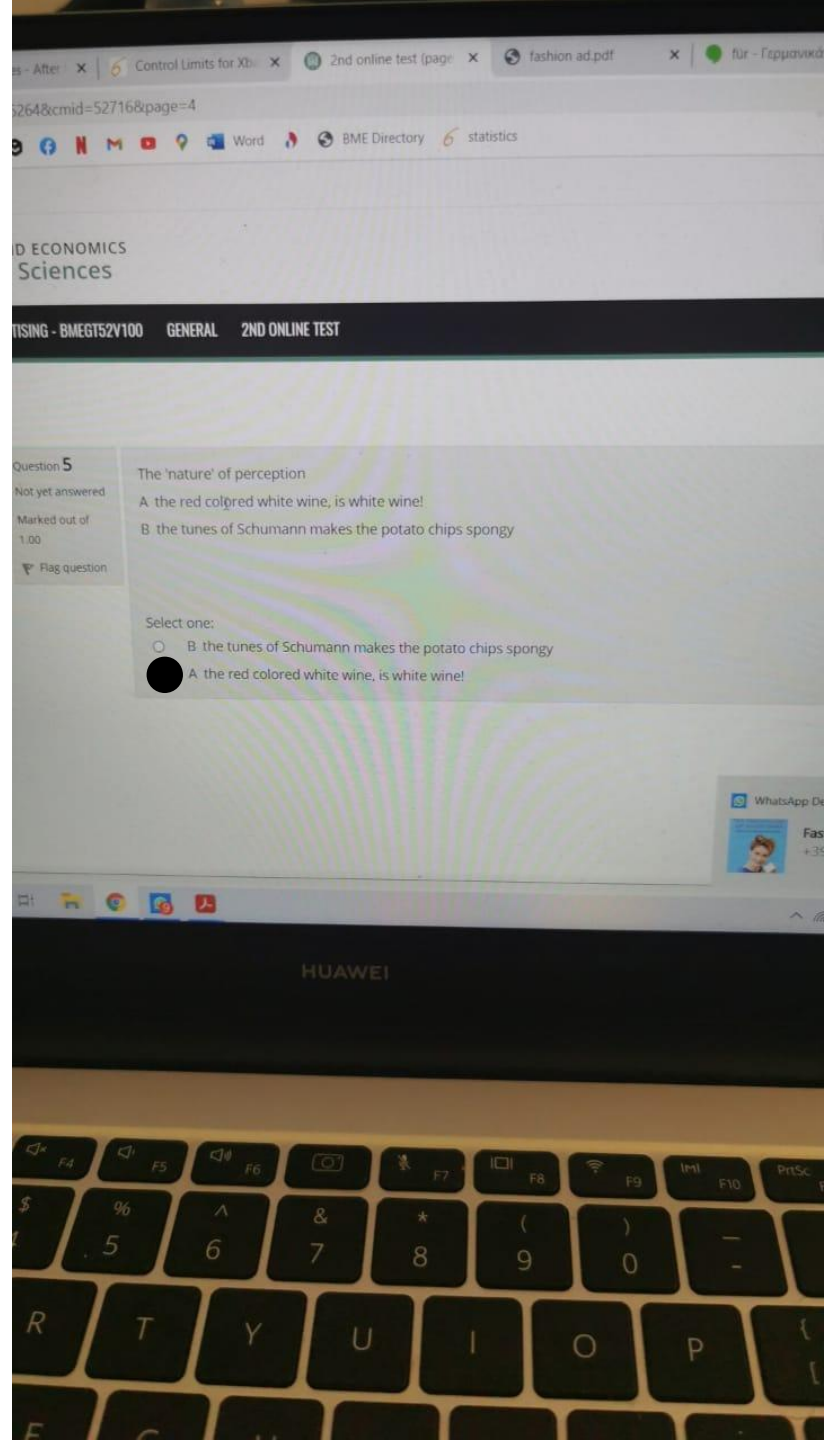 es - After × Control Limits for Xb × 2nd online test (page × fashion ad.pdf × für - Γερμανικά
5264&cmid=52716&page=4
Word BME Directory statistics
D ECONOMICS
Sciences
TISING - BMEGT52V100 GENERAL 2ND ONLINE TEST
Question 5
Not yet answered
Marked out of
1.00
Flag question
The 'nature' of perception
A the red colored white wine, is white wine!
B the tunes of Schumann makes the potato chips spongy
Select one:
B the tunes of Schumann makes the potato chips spongy
A the red colored white wine, is white wine!
WhatsApp De
Fas
+39
HUAWEI
F4 F5 F6 F7 F8 F9 F10 PrtSc
$ % ^ & * ( ) _
5 6 7 8 9 0 -
R T Y U I O P { [